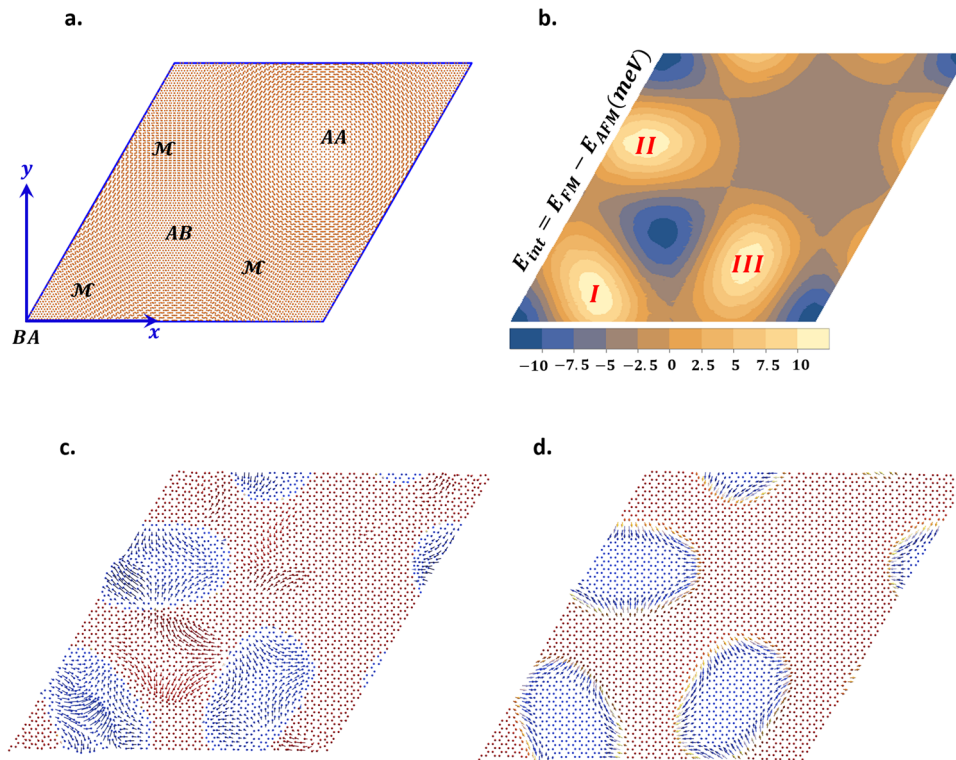 a.
b.
AA
M
y
AB
M
M
BA
x
E_int = E_FM − E_AFM(meV)
II
III
I
−10 −7.5 −5 −2.5 0 2.5 5 7.5 10
c.
d.